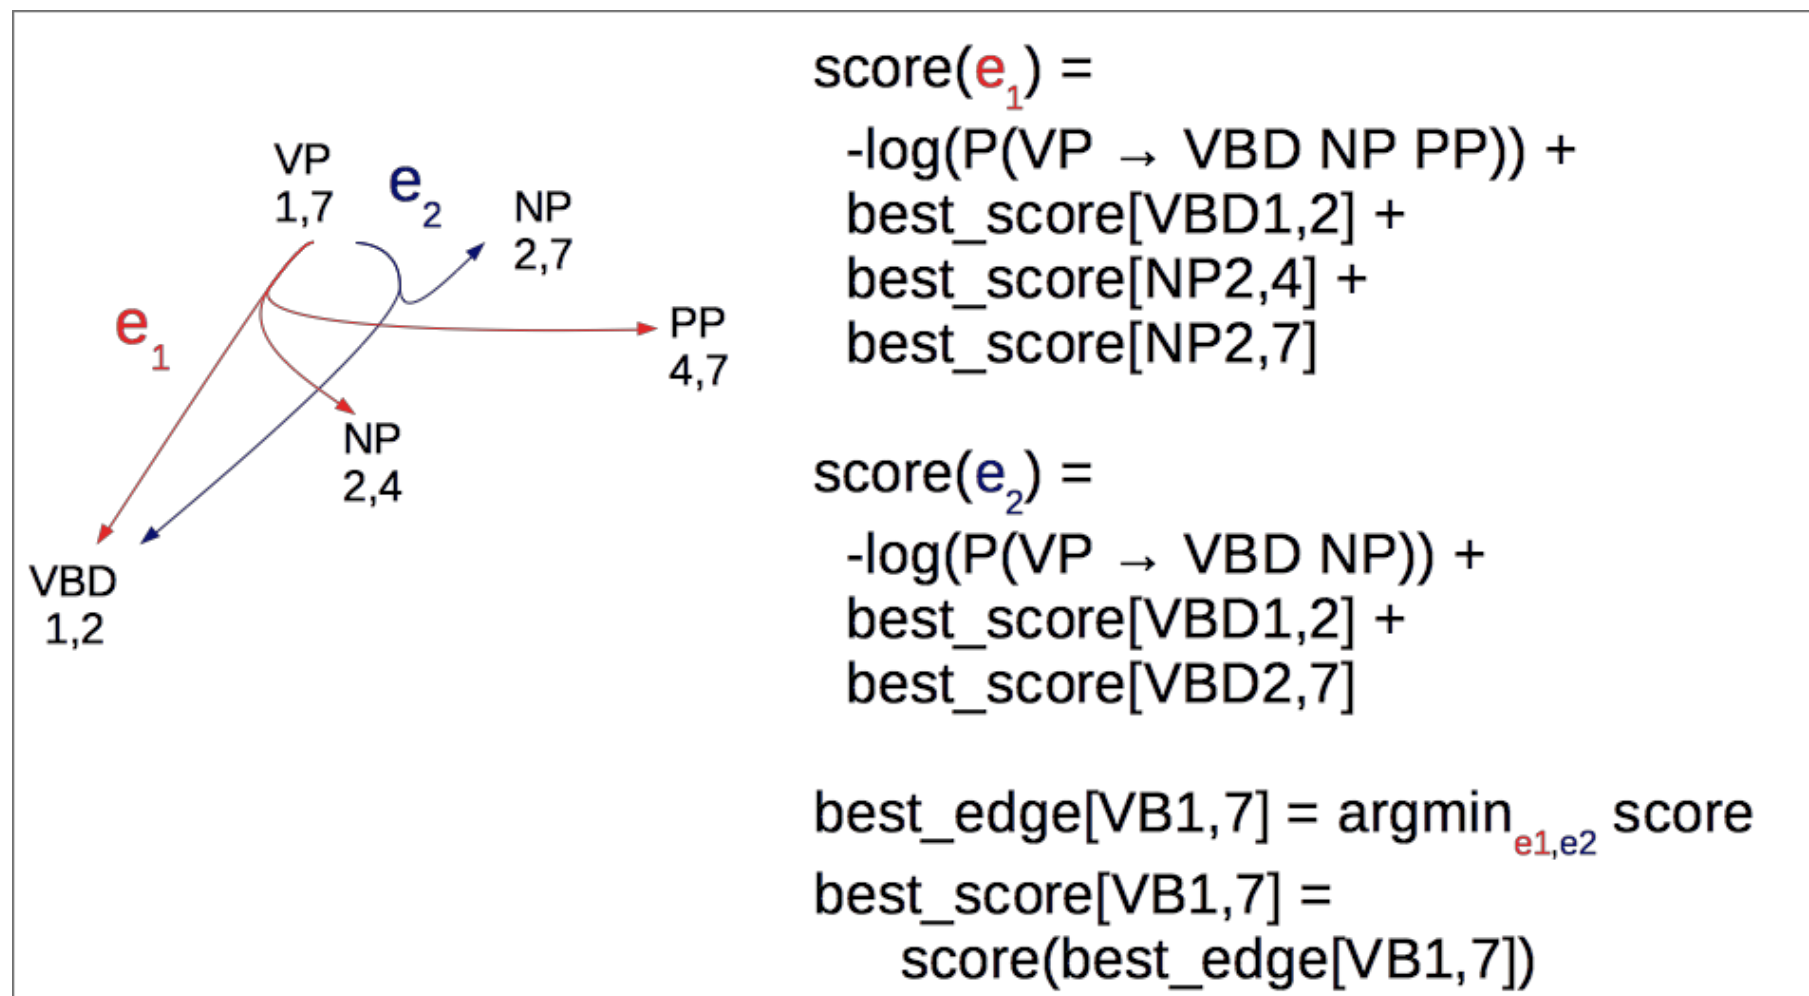 VP
1,7
e2
NP
2,7
e1
PP
4,7
NP
2,4
VBD
1,2
score(e1) =
-log(P(VP → VBD NP PP)) +
best_score[VBD1,2] +
best_score[NP2,4] +
best_score[NP2,7]
score(e2) =
-log(P(VP → VBD NP)) +
best_score[VBD1,2] +
best_score[VBD2,7]
best_edge[VB1,7] = argmine1,e2 score
best_score[VB1,7] =
score(best_edge[VB1,7])